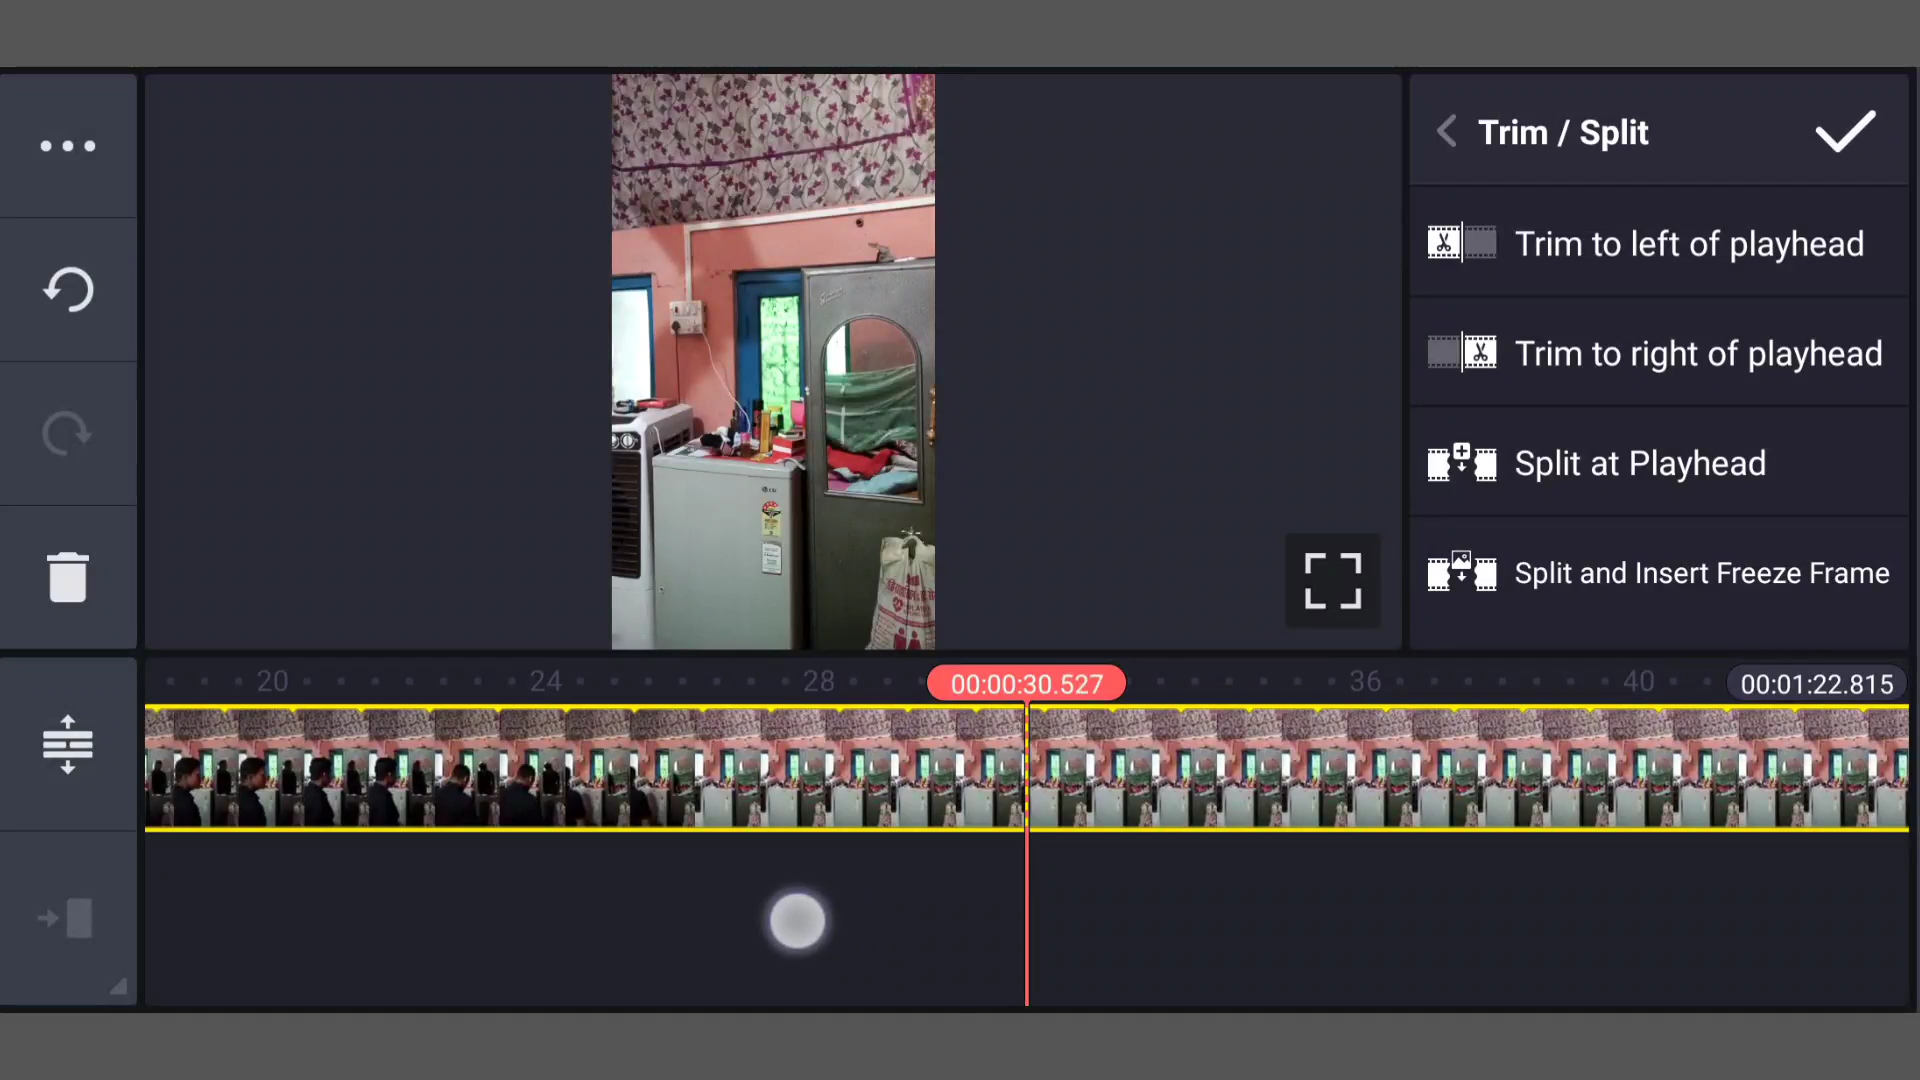 Trim / Split
Trim to left of playhead
Trim to right of playhead
Split at Playhead
Split and Insert Freeze Frame
20
24
28
00:00:30.527
36
40
00:01:22.815